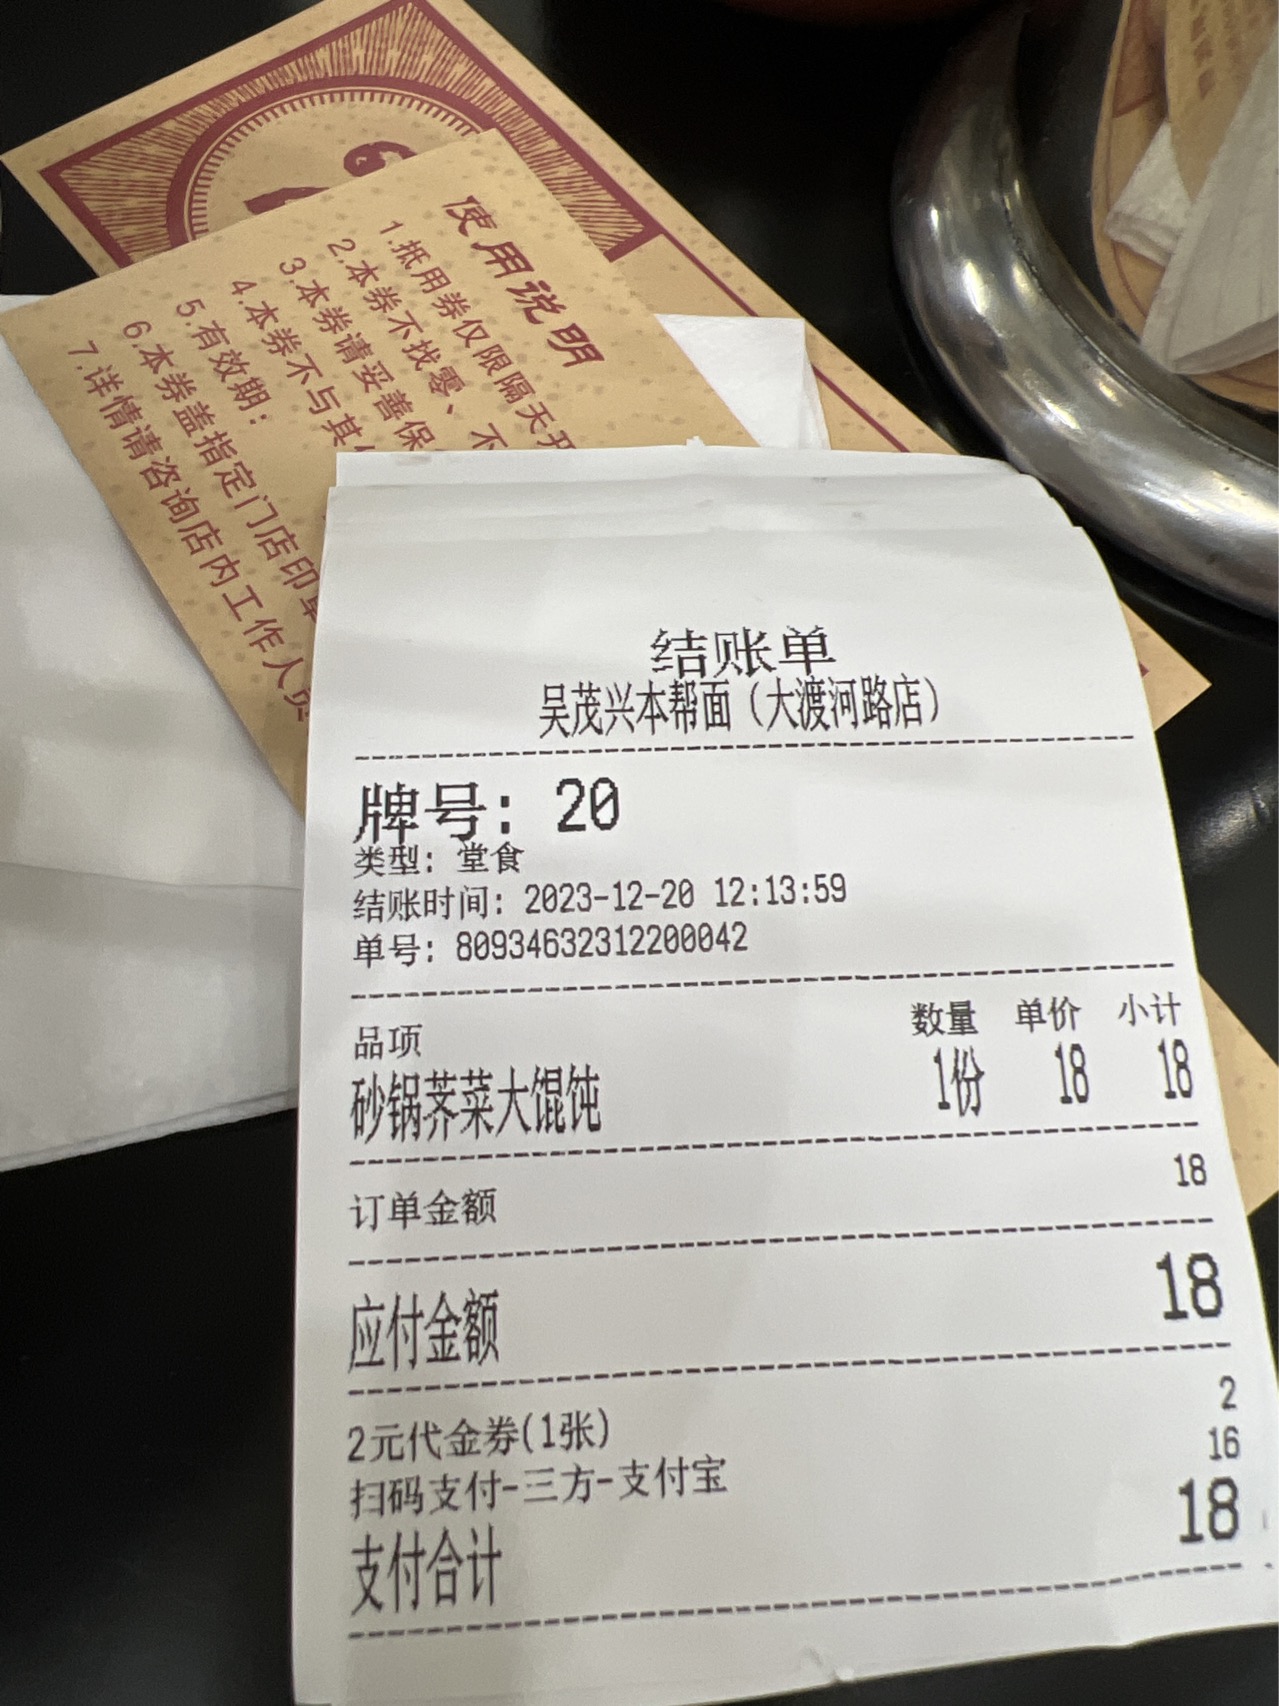 使用说明
1.抵用券仅限隔天
2.本券不找零、不
3.本券请妥善保
4.本券不与其
5.有效期：
6.本券盖指定门店印
7.详情请咨询店内工作人员
结账单
吴茂兴本帮面（大渡河路店）
牌号：20
类型：堂食
结账时间：2023-12-20 12:13:59
单号：80934632312200042
品项 数量 单价 小计
砂锅荠菜大馄饨 1份 18 18
订单金额 18
应付金额 18
2元代金券(1张) 2
扫码支付-三方-支付宝 16
支付合计 18